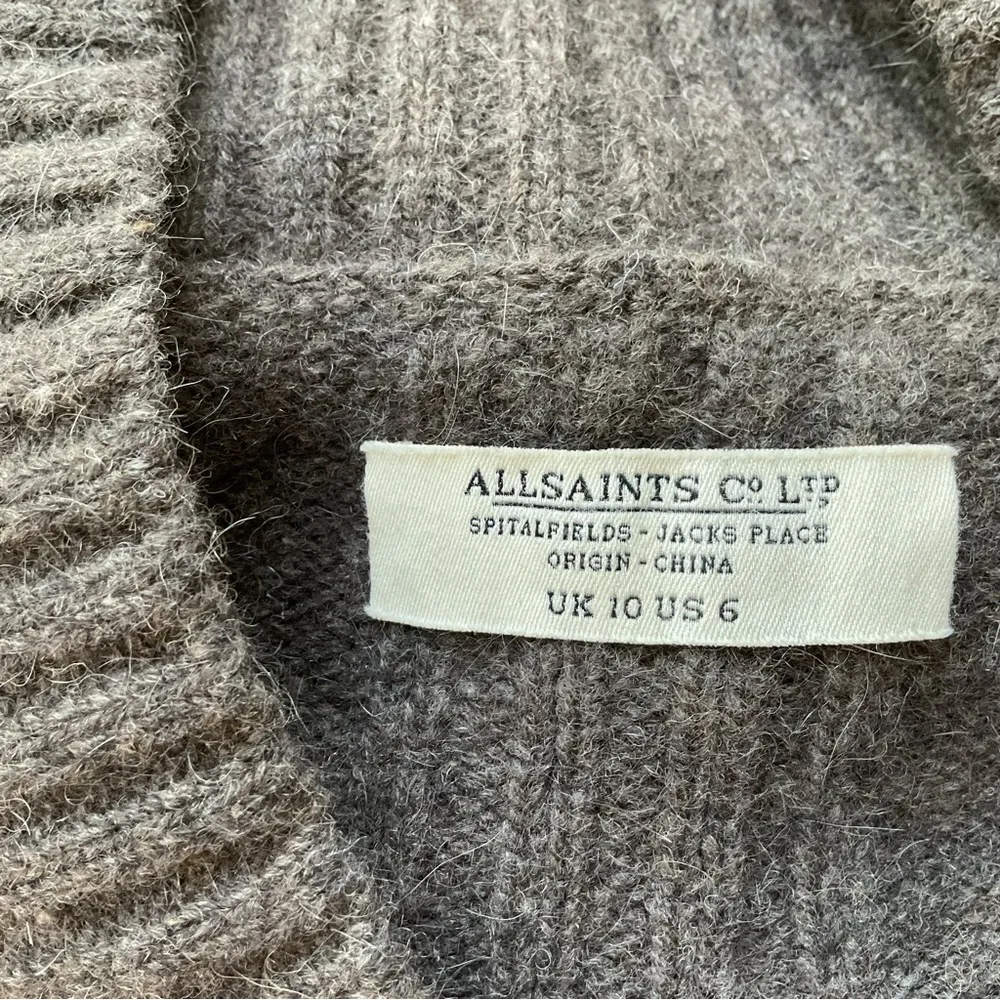 ALLSAINTS Cº LTD
SPITALFIELDS - JACKS PLACE
ORIGIN - CHINA
UK 10 US 6